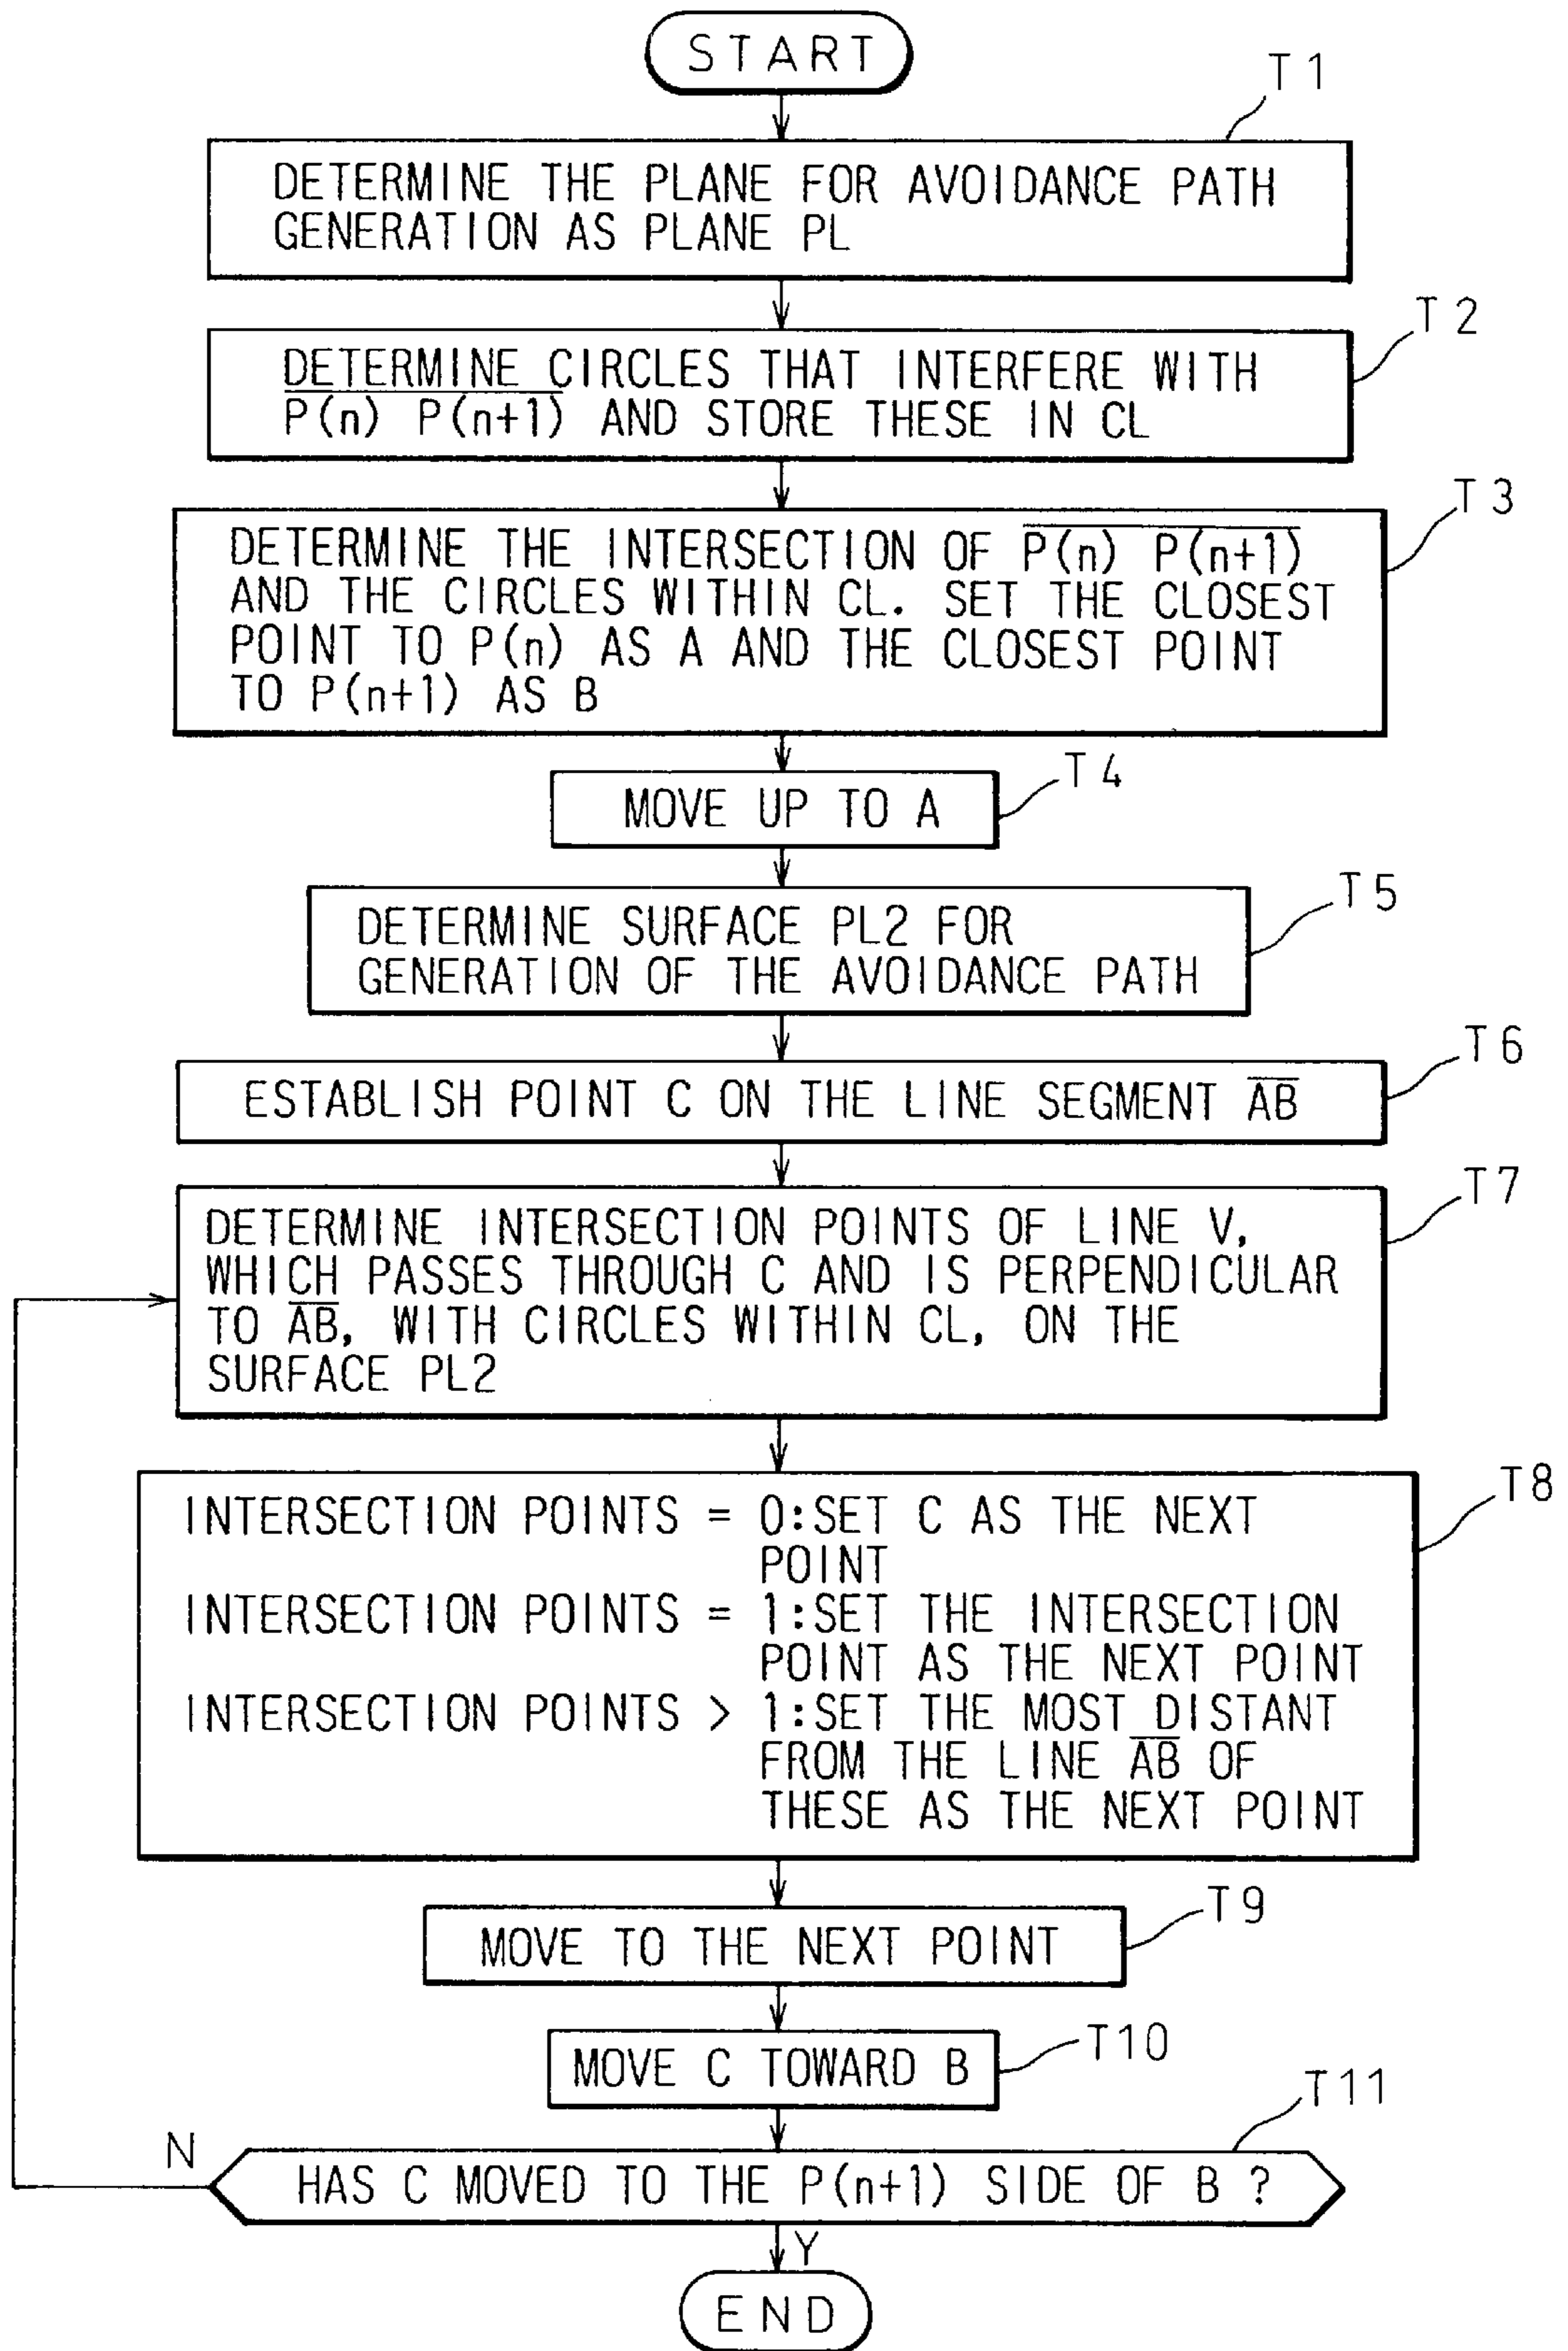 START
T1
DETERMINE THE PLANE FOR AVOIDANCE PATH
GENERATION AS PLANE PL
T2
DETERMINE CIRCLES THAT INTERFERE WITH
P(n) P(n+1) AND STORE THESE IN CL
T3
DETERMINE THE INTERSECTION OF P(n) P(n+1)
AND THE CIRCLES WITHIN CL. SET THE CLOSEST
POINT TO P(n) AS A AND THE CLOSEST POINT
TO P(n+1) AS B
T4
MOVE UP TO A
T5
DETERMINE SURFACE PL2 FOR
GENERATION OF THE AVOIDANCE PATH
T6
ESTABLISH POINT C ON THE LINE SEGMENT A̅B̅
T7
DETERMINE INTERSECTION POINTS OF LINE V,
WHICH PASSES THROUGH C AND IS PERPENDICULAR
TO A̅B̅, WITH CIRCLES WITHIN CL, ON THE
SURFACE PL2
T8
INTERSECTION POINTS = 0:SET C AS THE NEXT
POINT
INTERSECTION POINTS = 1:SET THE INTERSECTION
POINT AS THE NEXT POINT
INTERSECTION POINTS > 1:SET THE MOST DISTANT
FROM THE LINE A̅B̅ OF
THESE AS THE NEXT POINT
T9
MOVE TO THE NEXT POINT
T10
MOVE C TOWARD B
T11
N
HAS C MOVED TO THE P(n+1) SIDE OF B ?
Y
END